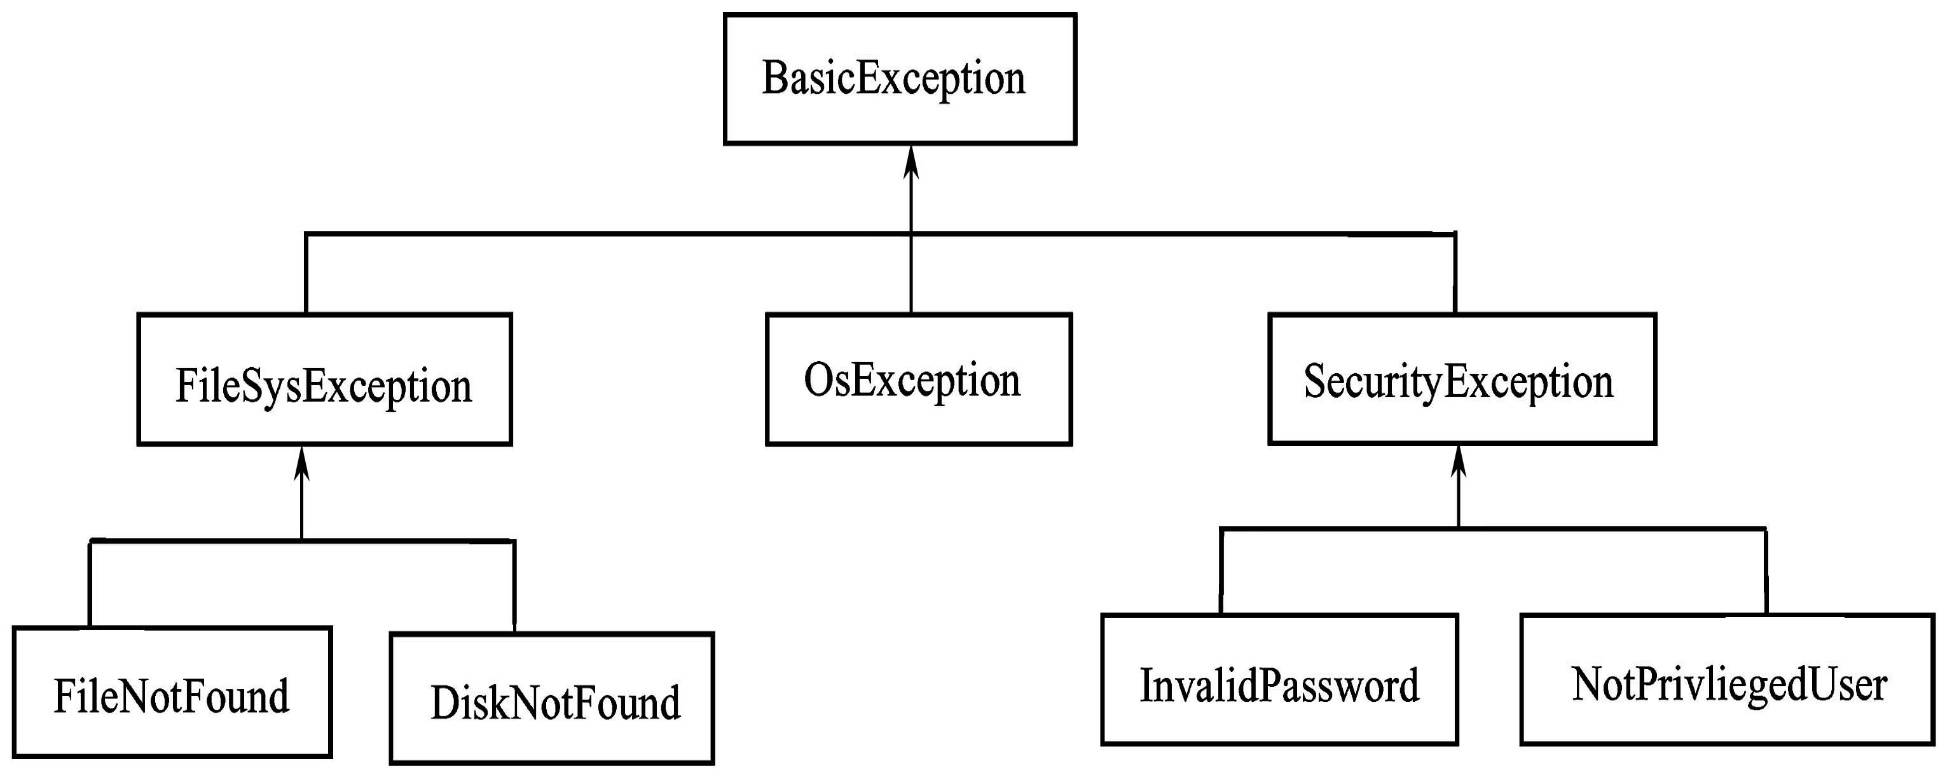 BasicException
FileSysException
OsException
SecurityException
FileNotFound
DiskNotFound
InvalidPassword
NotPrivliegedUser